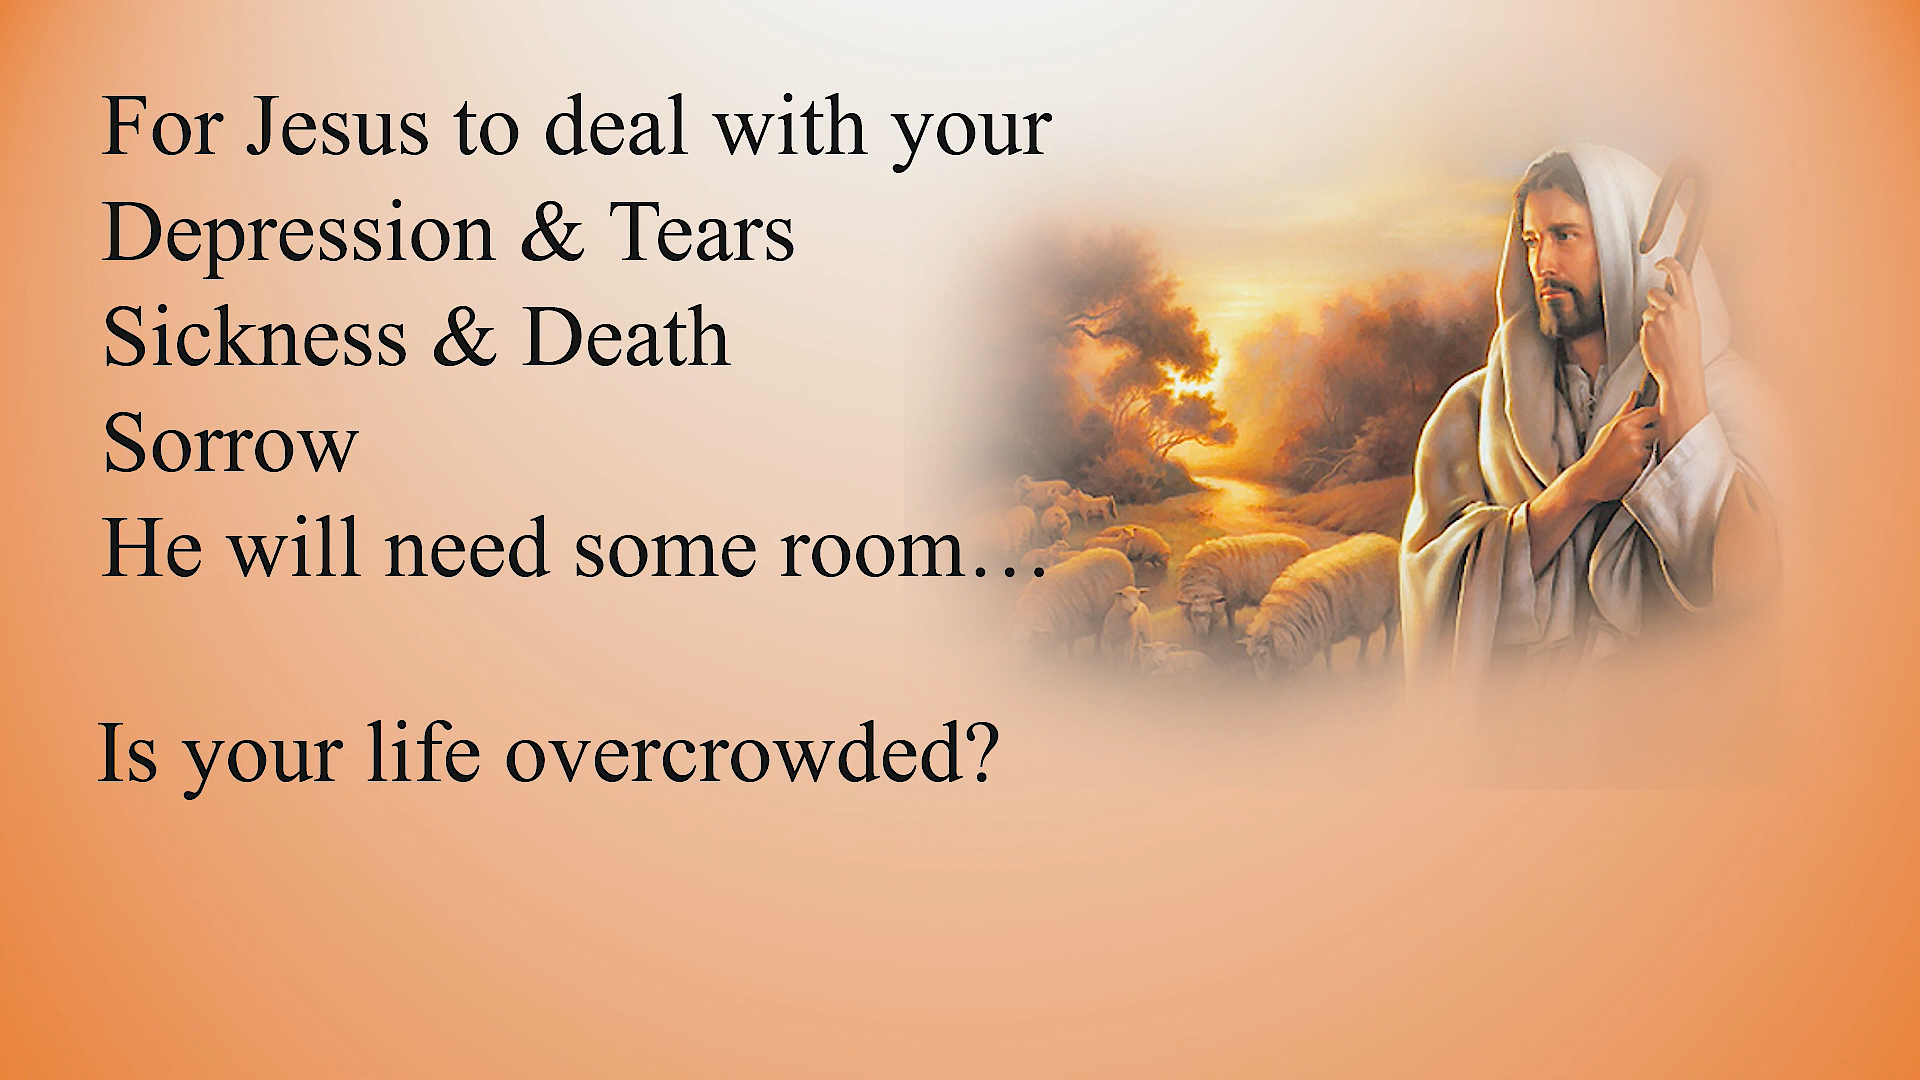 For Jesus to deal with your
Depression & Tears
Sickness & Death
Sorrow
He will need some room…
Is your life overcrowded?